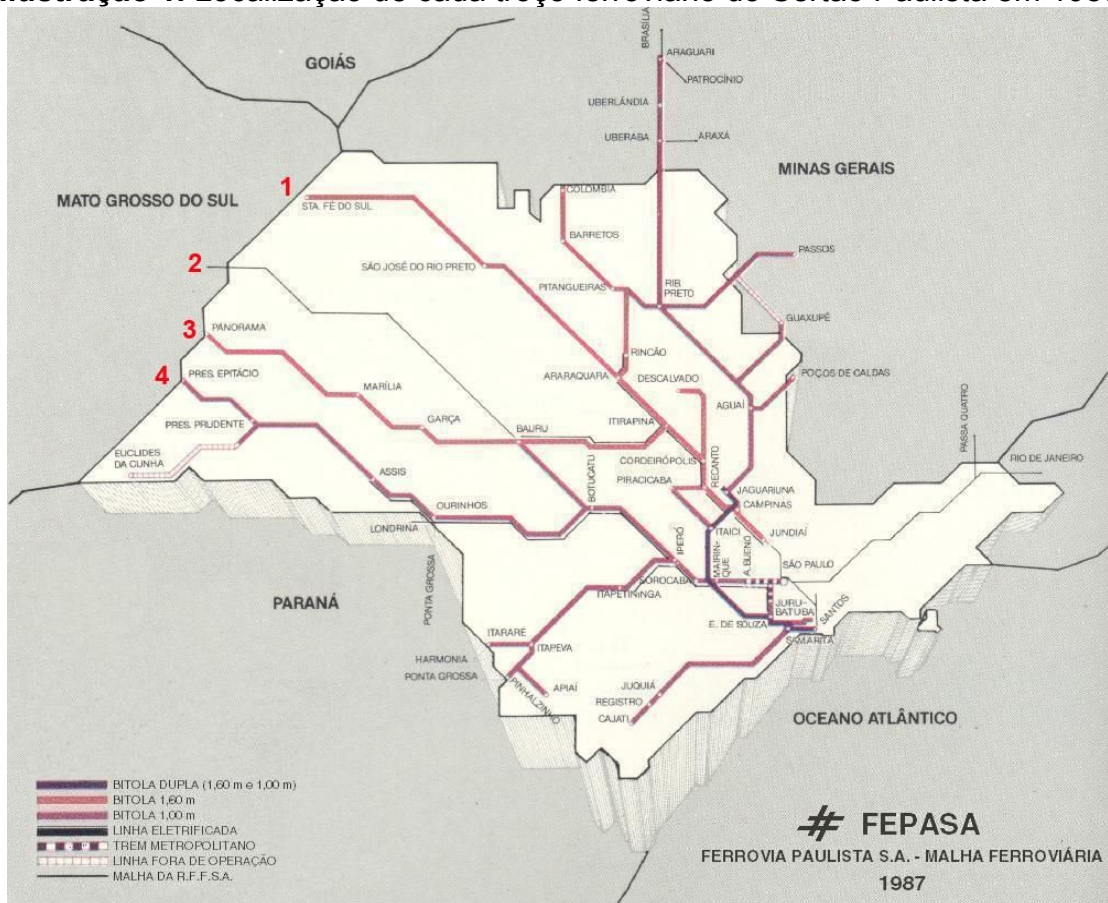 BRASÍLIA
ARAGUARI
PATROCÍNIO
GOIÁS
UBERLÂNDIA
UBERABA
ARAXÁ
MINAS GERAIS
1
MATO GROSSO DO SUL
STA. FÉ DO SUL
COLOMBIA
BARRETOS
PASSOS
2
SÃO JOSÉ DO RIO PRETO
PITANGUEIRAS
RIB. PRETO
GUAXUPÉ
3
PANORAMA
RINCÃO
4
PRES. EPITÁCIO
ARARAQUARA
DESCALVADO
POÇOS DE CALDAS
MARÍLIA
AGUAÍ
GARÇA
ITIRAPINA
PRES. PRUDENTE
BAURU
PASSA QUATRO
EUCLIDES
DA CUNHA
CORDEIRÓPOLIS
RECANTO
RIO DE JANEIRO
ASSIS
PIRACICABA
JAGUARIUNA
BOTUCATU
CAMPINAS
OURINHOS
LONDRINA
ITAICI
JUNDIAÍ
IPERÓ
MAIRIN-
QUE
A. BUENO
SÃO PAULO
SOROCABA
PONTA GROSSA
ITAPETININGA
PARANÁ
JURU-
BATUBA
SANTOS
E. DE SOUZA
SAMARITA
ITARARÉ
ITAPEVA
HARMONIA
PONTA GROSSA
PINHALZINHO
APIAÍ
JUQUIÁ
REGISTRO
CAJATI
OCEANO ATLÂNTICO
BITOLA DUPLA (1,60 m e 1,00 m)
BITOLA 1,60 m
BITOLA 1,00 m
LINHA ELETRIFICADA
TREM METROPOLITANO
LINHA FORA DE OPERAÇÃO
MALHA DA R.F.F.S.A.
FEPASA
FERROVIA PAULISTA S.A. - MALHA FERROVIÁRIA
1987